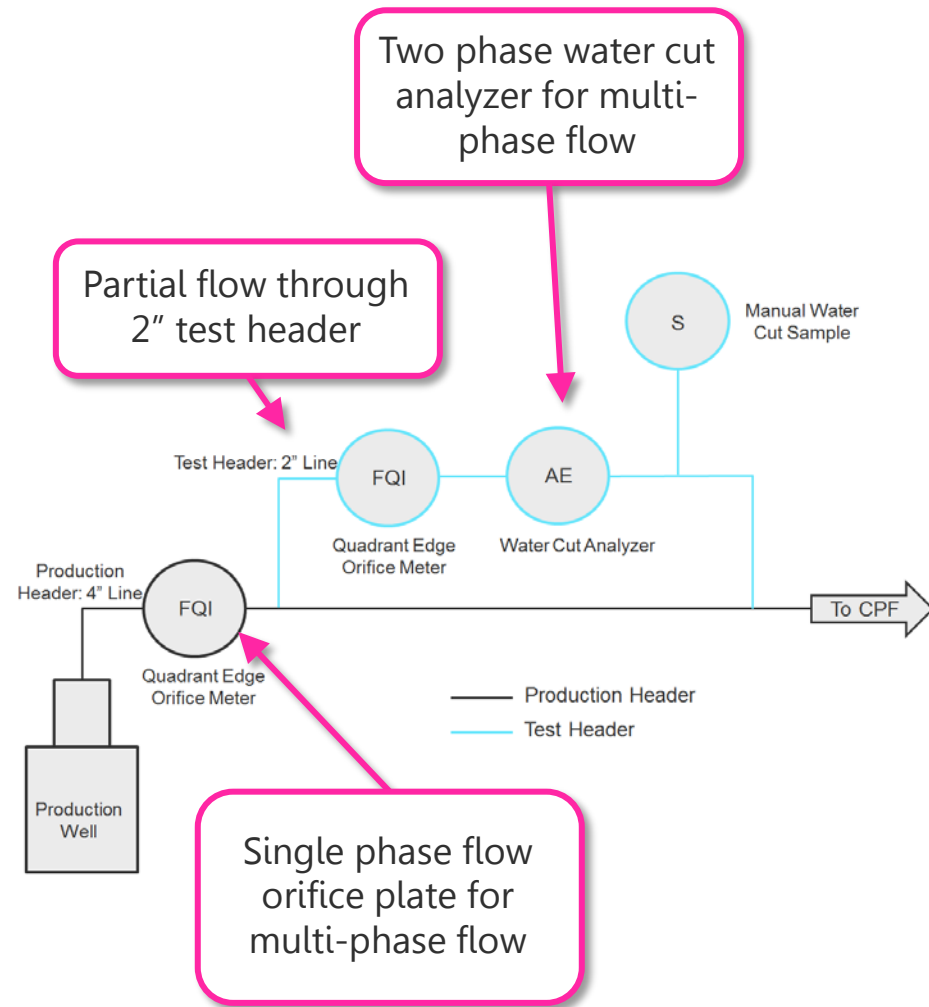 Two phase water cut
analyzer for multi-
phase flow
Partial flow through
2” test header
S
Manual Water
Cut Sample
Test Header: 2” Line
FQI
AE
Quadrant Edge
Orifice Meter
Water Cut Analyzer
Production
Header: 4” Line
FQI
To CPF
Quadrant Edge
Orifice Meter
Production Header
Test Header
Production
Well
Single phase flow
orifice plate for
multi-phase flow